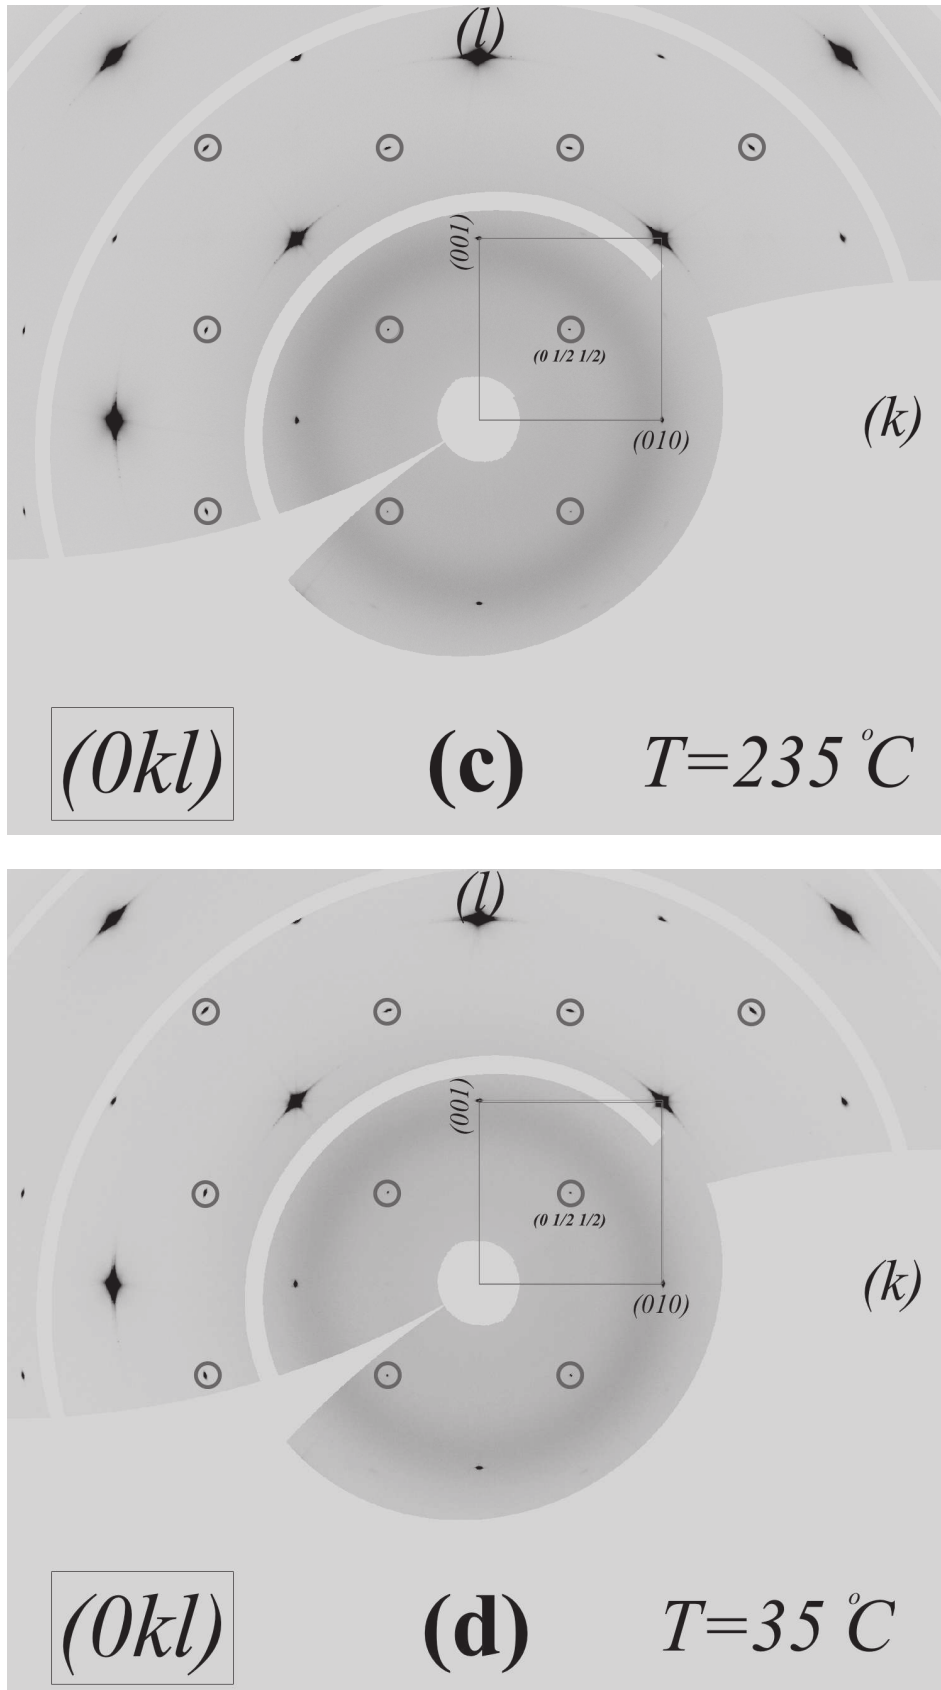 (l)
(001)
(0 1/2 1/2)
(k)
(010)
(0kl)
(c)
T=235 °C
(l)
(001)
(0 1/2 1/2)
(k)
(010)
(0kl)
(d)
T=35 °C